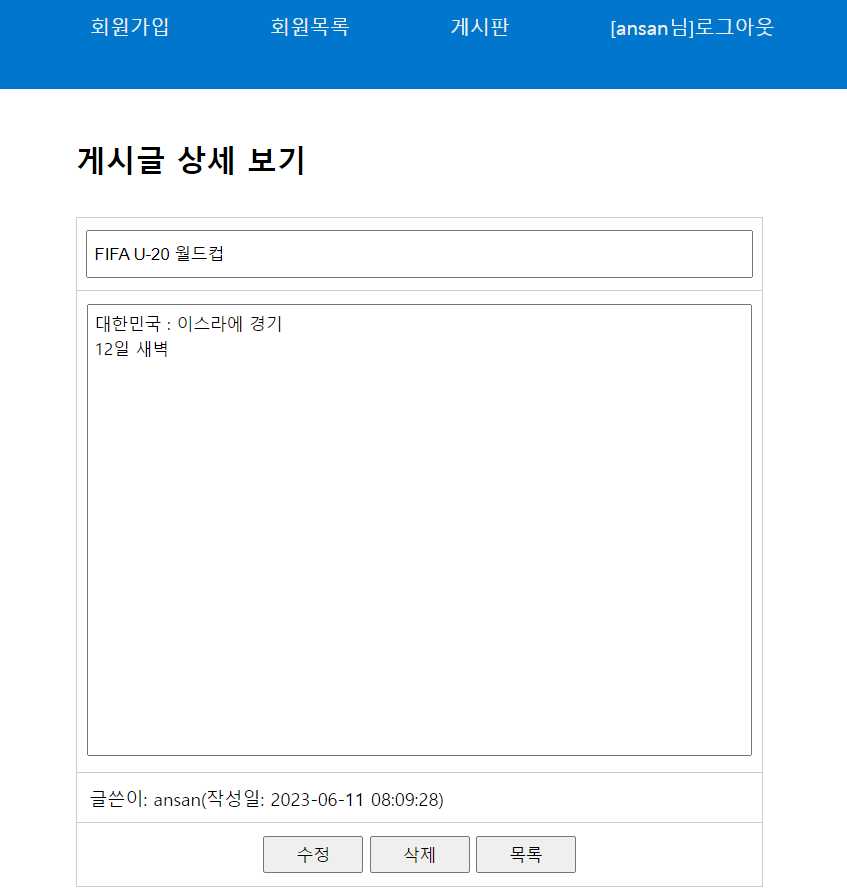 회원가입 회원목록 게시판 [ansan님]로그아웃
게시글 상세 보기
FIFA U-20 월드컵
대한민국 : 이스라에 경기
12일 새벽
글쓴이: ansan(작성일: 2023-06-11 08:09:28)
수정 삭제 목록